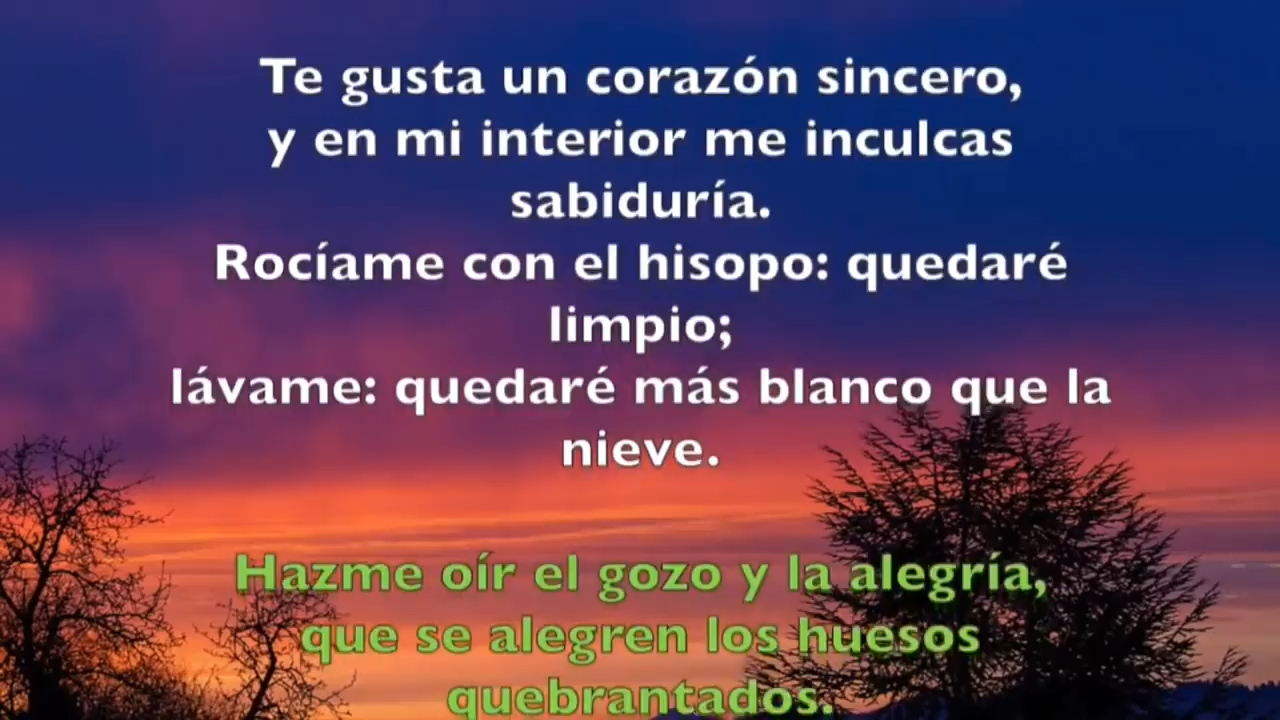 Te gusta un corazón sincero,
y en mi interior me inculcas
sabiduría.
Rocíame con el hisopo: quedaré
limpio;
lávame: quedaré más blanco que la
nieve.
Hazme oír el gozo y la alegría,
que se alegren los huesos
quebrantados.